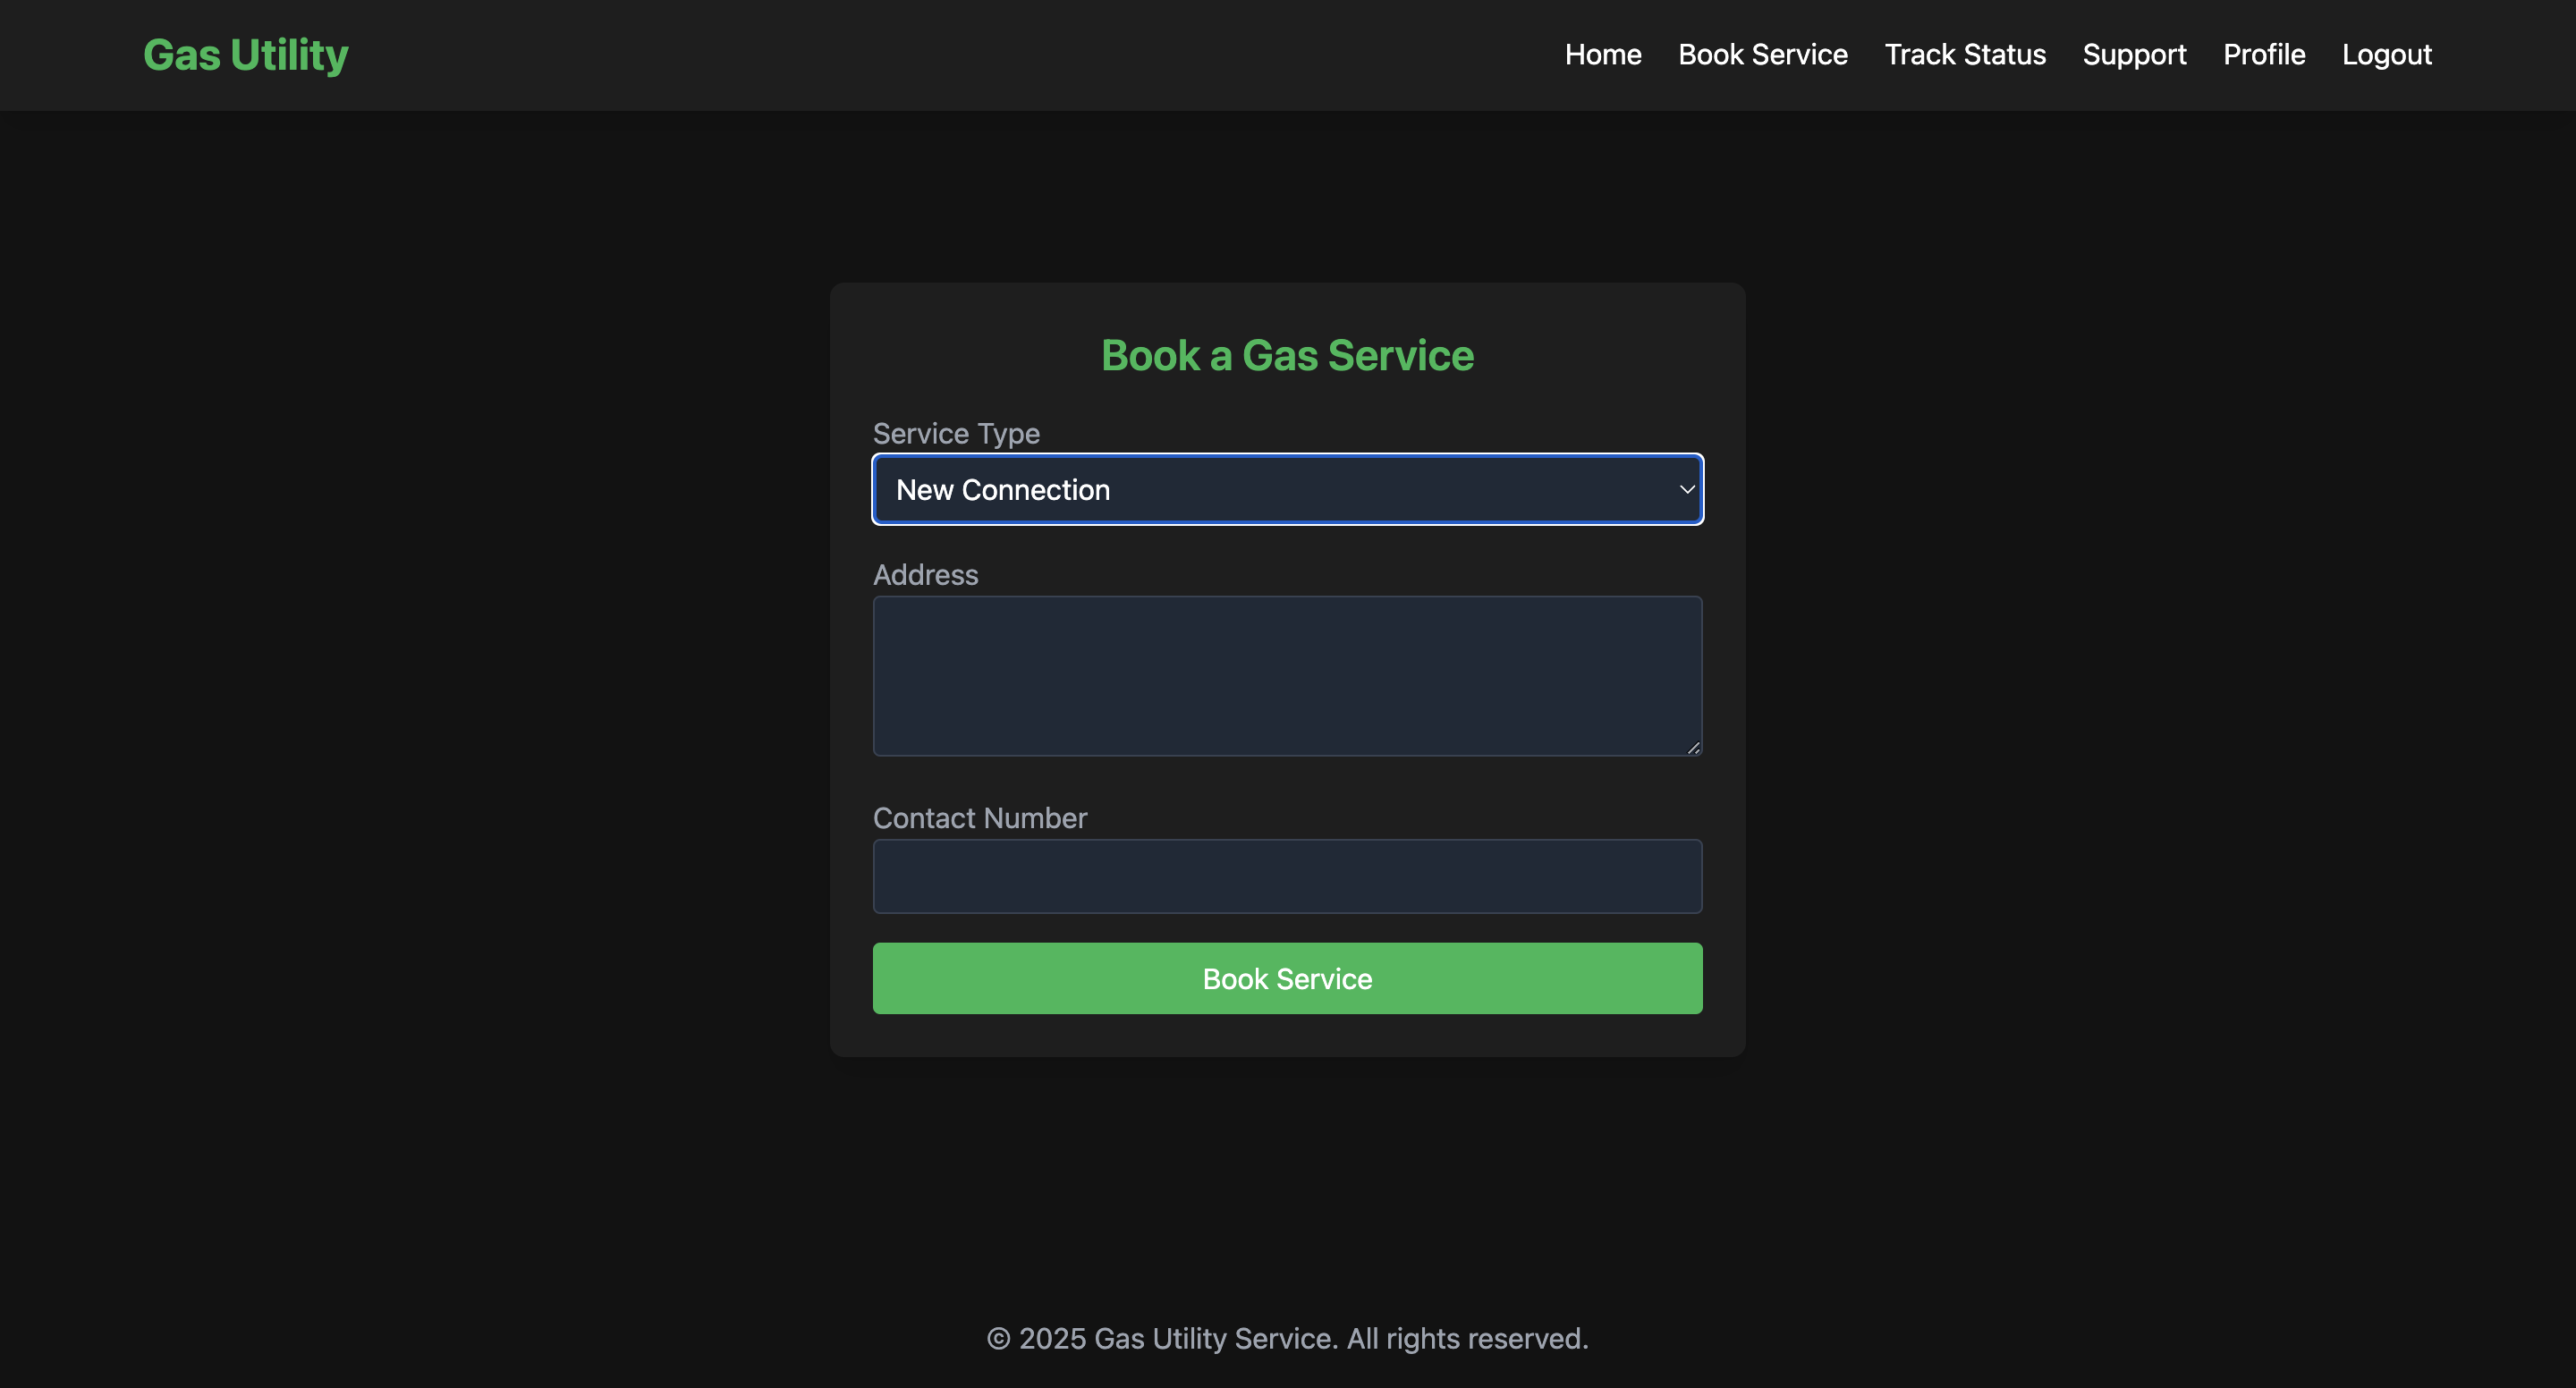 Gas Utility
Home Book Service Track Status Support Profile Logout
Book a Gas Service
Service Type
New Connection
Address
Contact Number
Book Service
© 2025 Gas Utility Service. All rights reserved.